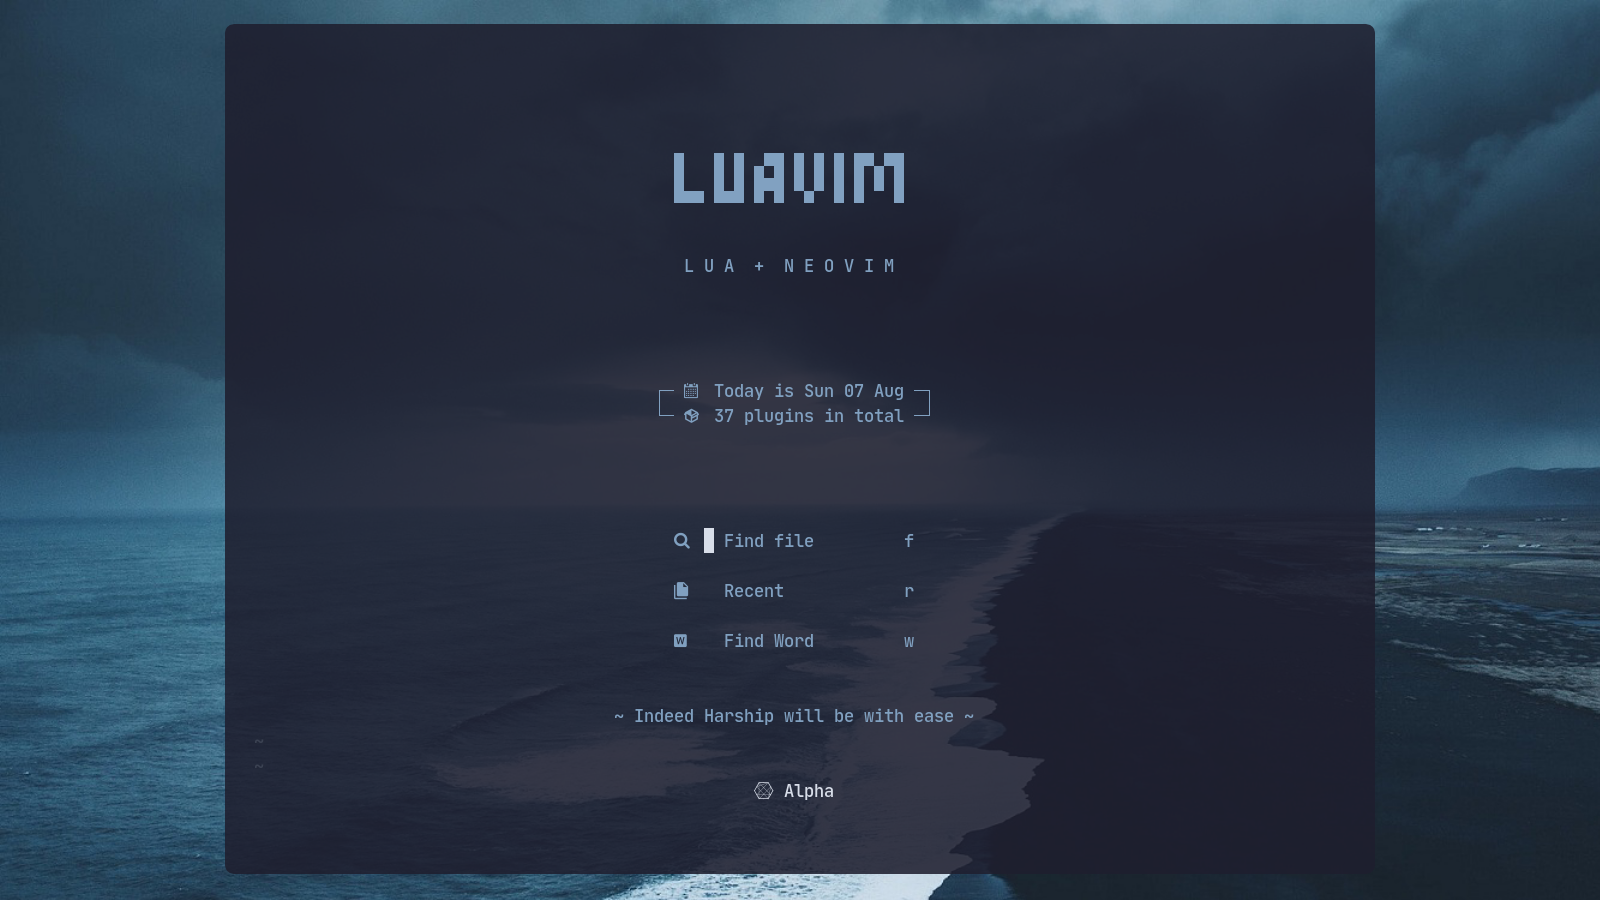 LUAVIM
LUA + NEOVIM
Today is Sun 07 Aug
37 plugins in total
Find file f
Recent r
W Find Word w
~ Indeed Harship will be with ease ~
~
~
Alpha